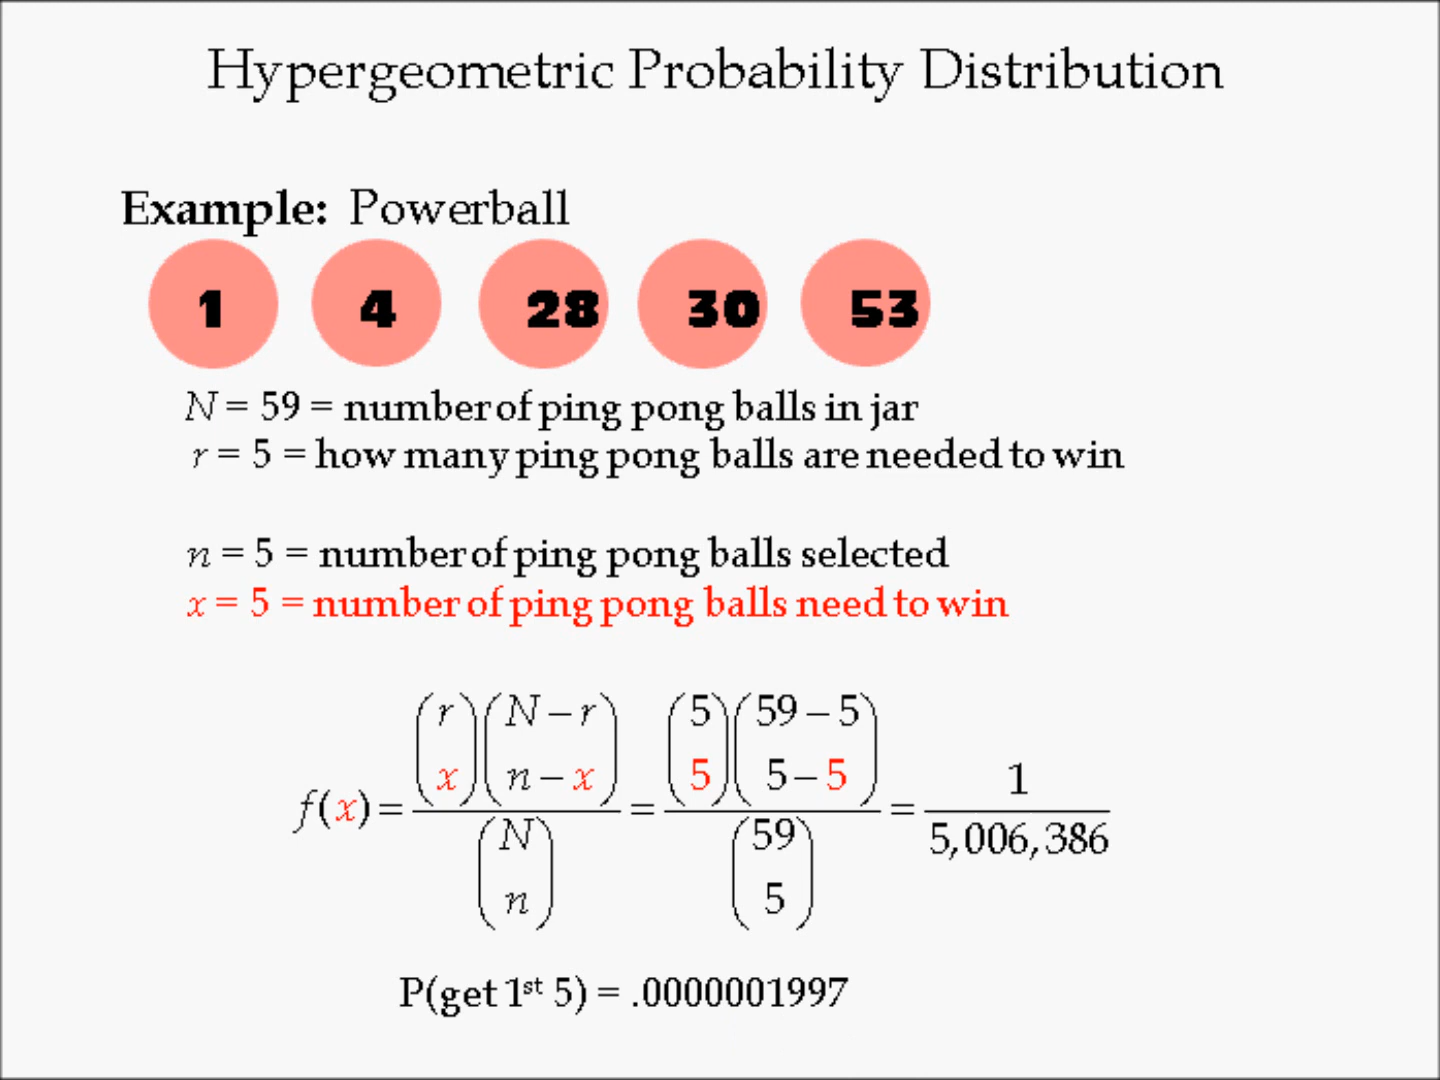 Hypergeometric Probability Distribution
Example: Powerball
1 4 28 30 53
N = 59 = number of ping pong balls in jar
r = 5 = how many ping pong balls are needed to win
n = 5 = number of ping pong balls selected
x = 5 = number of ping pong balls need to win
f(x) = (r x)(N – r n – x) / (N n) = (5 5)(59 – 5 5 – 5) / (59 5) = 1 / 5,006,386
P(get 1st 5) = .0000001997